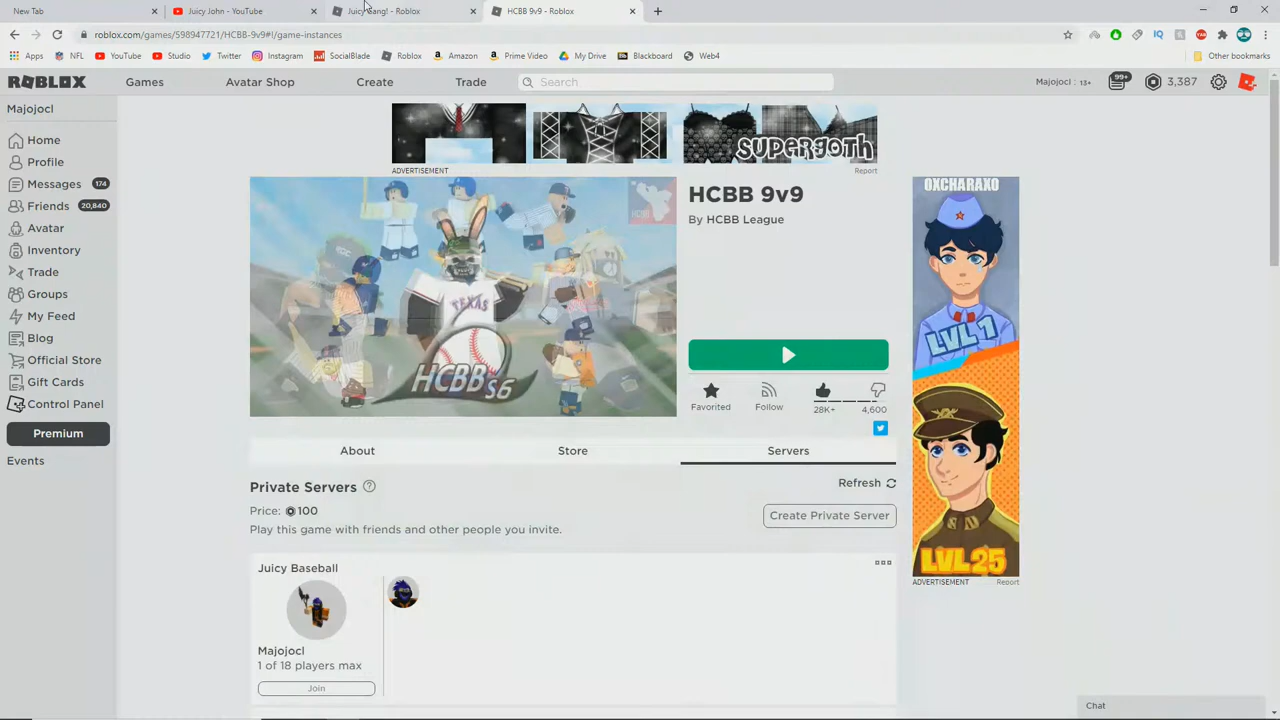 New Tab
Juicy John - YouTube
Juicy Gang! - Roblox
HCBB 9v9 - Roblox
roblox.com/games/598947721/HCBB-9v9#!/game-instances
Apps
NFL
YouTube
Studio
Twitter
Instagram
SocialBlade
Roblox
Amazon
Prime Video
My Drive
Blackboard
Web4
Other bookmarks
ROBLOX
Games
Avatar Shop
Create
Trade
Search
Majojocl : 13+
99+
3,387
Majojocl
Home
Profile
Messages 174
Friends 20,840
Avatar
Inventory
Trade
Groups
My Feed
Blog
Official Store
Gift Cards
Control Panel
Premium
Events
SUPERGOTH
ADVERTISEMENT
Report
TEXAS
HCBB S6
HCBB 9v9
By HCBB League
Favorited
Follow
28K+
4,600
About
Store
Servers
Private Servers
Refresh
Price: 100
Play this game with friends and other people you invite.
Create Private Server
Juicy Baseball
Majojocl
1 of 18 players max
Join
OXCHARAXO
LVL 1
LVL 25
ADVERTISEMENT
Report
Chat